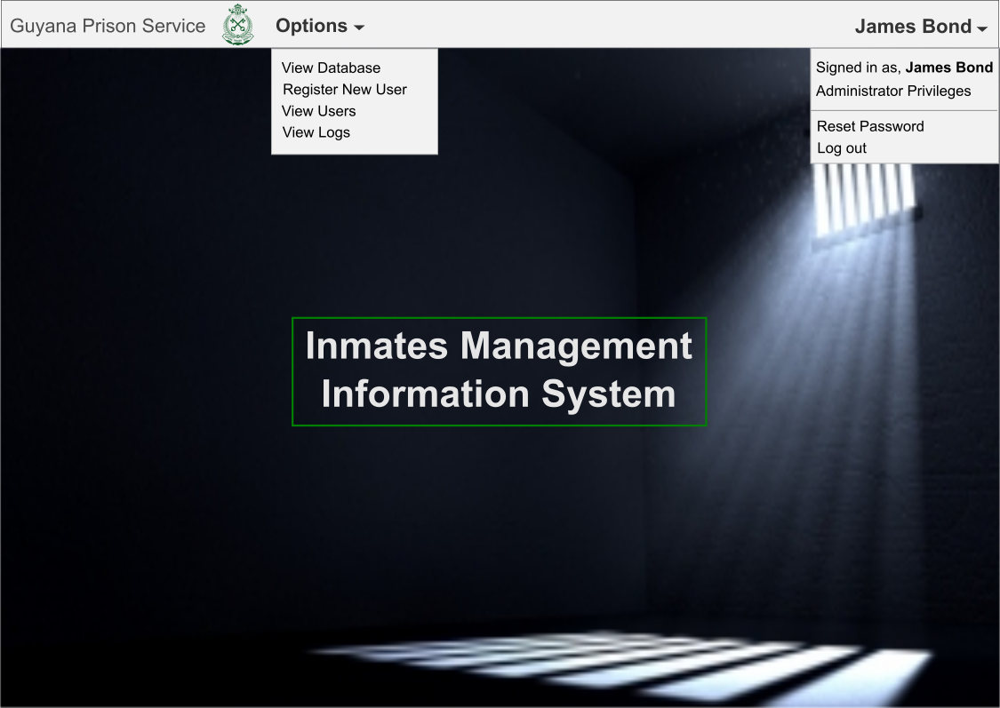 Guyana Prison Service
Options
James Bond
View Database
Register New User
View Users
View Logs
Signed in as, James Bond
Administrator Privileges
Reset Password
Log out
Inmates Management
Information System